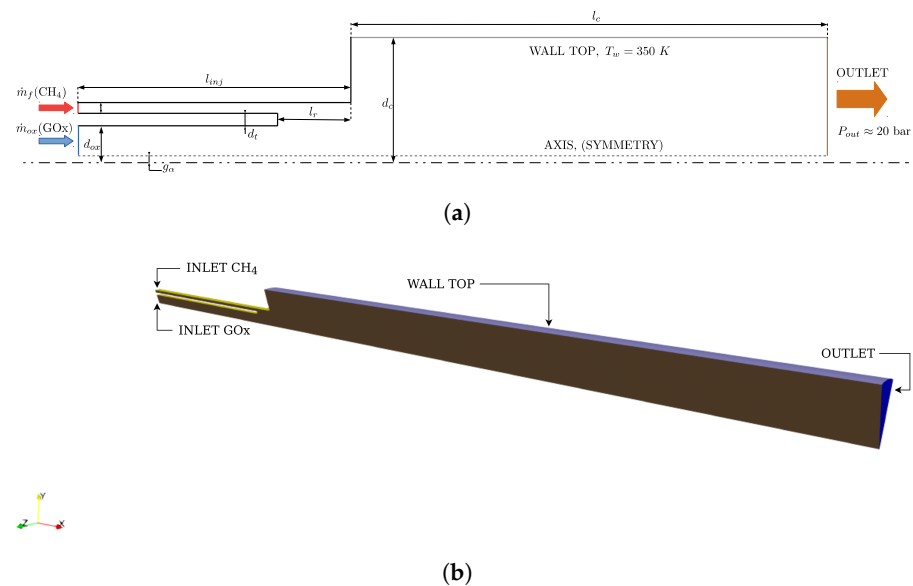 l_c
WALL TOP, T_w = 350 K
OUTLET
l_inj
ṁ_f(CH₄)
l_r
d_c
ṁ_ox(GOx)
d_t
P_out ≈ 20 bar
d_ox
AXIS, (SYMMETRY)
g_α
(a)
INLET CH₄
WALL TOP
INLET GOx
OUTLET
Y
Z
X
(b)